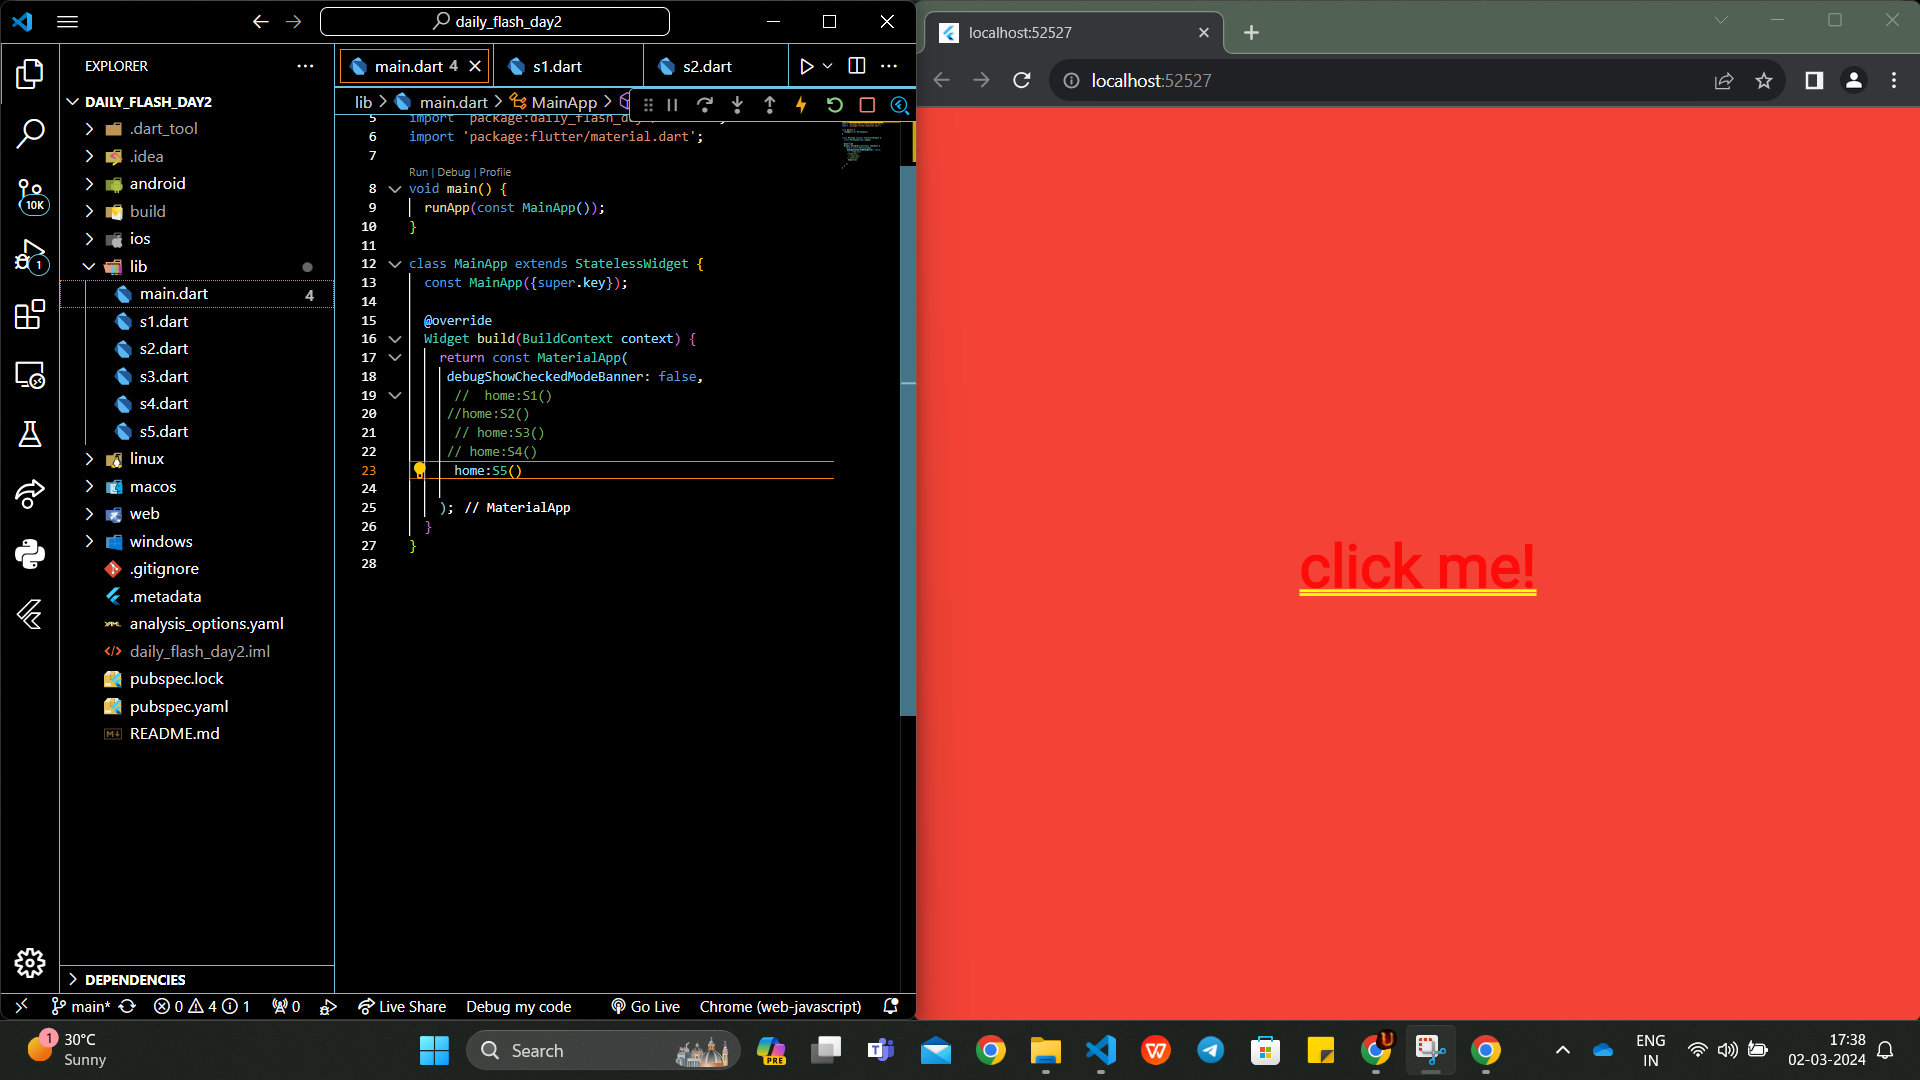 daily_flash_day2
EXPLORER
DAILY_FLASH_DAY2
.dart_tool
.idea
android
build
ios
lib
main.dart 4
s1.dart
s2.dart
s3.dart
s4.dart
s5.dart
linux
macos
web
windows
.gitignore
.metadata
analysis_options.yaml
daily_flash_day2.iml
pubspec.lock
pubspec.yaml
README.md
DEPENDENCIES
10K
1
main.dart 4
s1.dart
s2.dart
lib > main.dart > MainApp >
5 import 'package:daily_flash_day
6 import 'package:flutter/material.dart';
7
Run | Debug | Profile
8 void main() {
9 runApp(const MainApp());
10 }
11
12 class MainApp extends StatelessWidget {
13 const MainApp({super.key});
14
15 @override
16 Widget build(BuildContext context) {
17 return const MaterialApp(
18 debugShowCheckedModeBanner: false,
19 //  home:S1()
20 //home:S2()
21 // home:S3()
22 // home:S4()
23 home:S5()
24
25 ); // MaterialApp
26 }
27 }
28
main* 0 4 1 0 Live Share Debug my code Go Live Chrome (web-javascript)
localhost:52527
localhost:52527
click me!
1
30°C
Sunny
Search
PRE
ENG
IN
17:38
02-03-2024